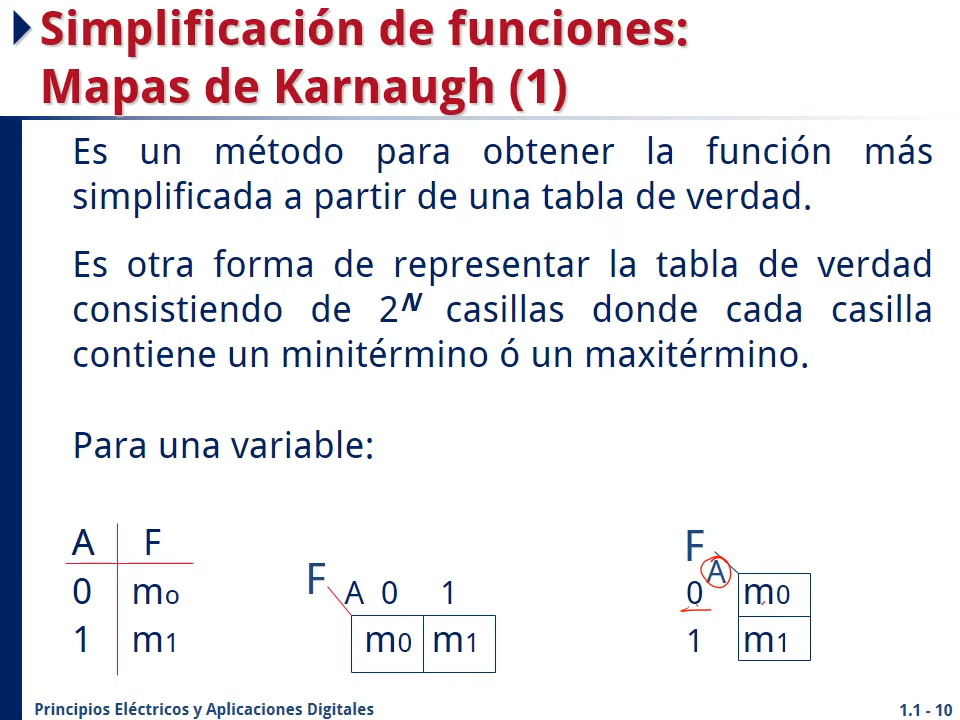 Simplificación de funciones:
Mapas de Karnaugh (1)
Es un método para obtener la función más
simplificada a partir de una tabla de verdad.
Es otra forma de representar la tabla de verdad
consistiendo de 2^N casillas donde cada casilla
contiene un minitérmino ó un maxitérmino.
Para una variable:
A F
0 mo
1 m1
F A 0 1
m0 m1
F
A
0 m0
1 m1
Principios Eléctricos y Aplicaciones Digitales
1.1 - 10